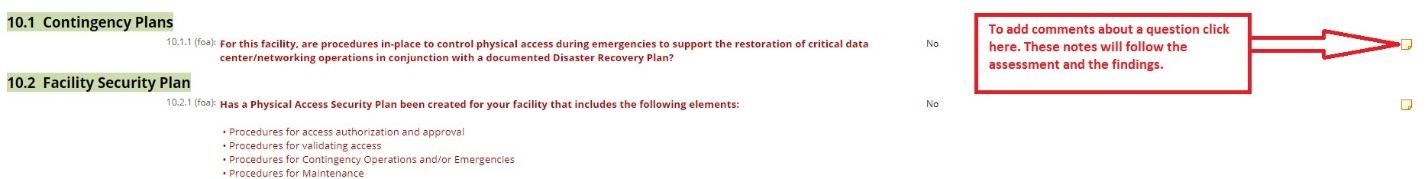 10.1 Contingency Plans
10.1.1 (foa): For this facility, are procedures in-place to control physical access during emergencies to support the restoration of critical data
center/networking operations in conjunction with a documented Disaster Recovery Plan?
No
To add comments about a question click
here. These notes will follow the
assessment and the findings.
10.2 Facility Security Plan
10.2.1 (foa): Has a Physical Access Security Plan been created for your facility that includes the following elements:
No
• Procedures for access authorization and approval
• Procedures for validating access
• Procedures for Contingency Operations and/or Emergencies
• Procedures for Maintenance